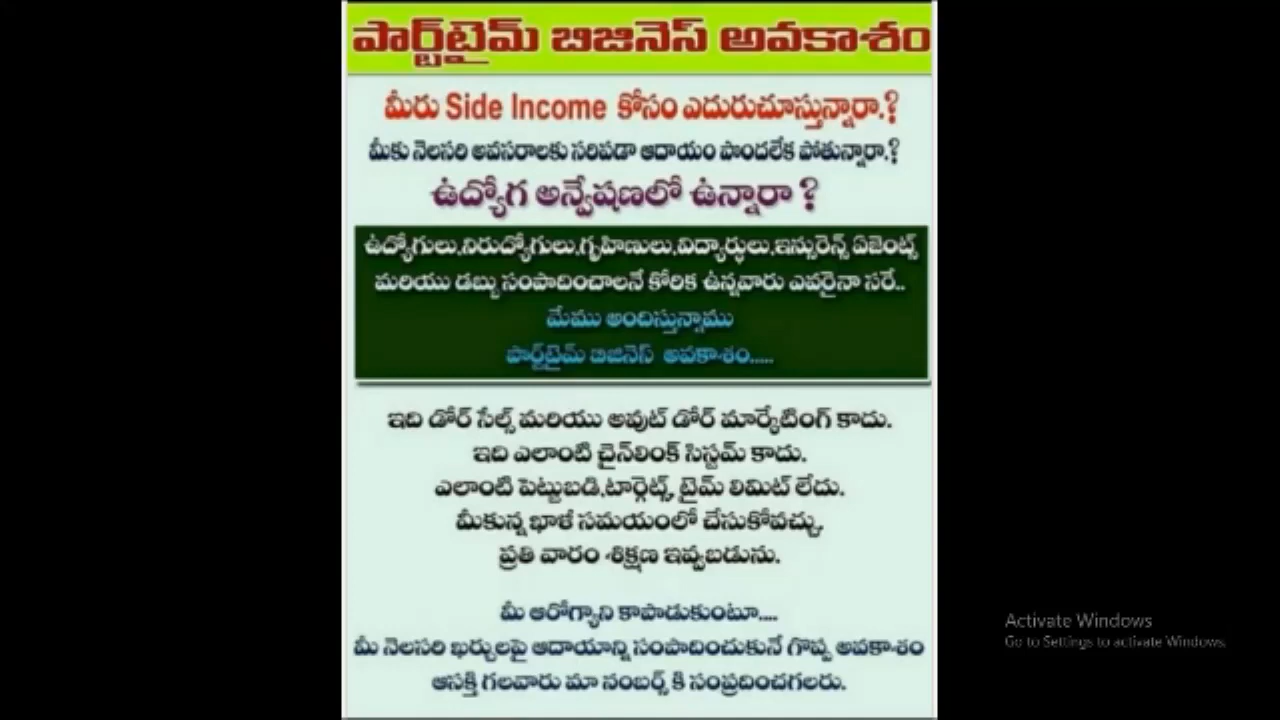 పార్ట్‌టైమ్ బిజినెస్ అవకాశం
మీరు Side Income కోసం ఎదురుచూస్తున్నారా.?
మీకు నెలసరి అవసరాలకు సరిపడా ఆదాయం పొందలేక పోతున్నారా.?
ఉద్యోగ అన్వేషణలో ఉన్నారా ?
ఉద్యోగులు,నిరుద్యోగులు,గృహిణులు,విద్యార్థులు,ఇన్సురెన్స్ ఏజెంట్స్
మరియు డబ్బు సంపాదించాలనే కోరిక ఉన్నవారు ఎవరైనా సరే..
మేము అందిస్తున్నాము
పార్ట్‌టైమ్ బిజినెస్ అవకాశం.....
ఇది డోర్ సేల్స్ మరియు అవుట్ డోర్ మార్కేటింగ్ కాదు.
ఇది ఎలాంటి చైన్‌లింక్ సిస్టమ్ కాదు.
ఎలాంటి పెట్టుబడి,టార్గెట్స్, టైమ్ లిమిట్ లేదు.
మీకున్న ఖాళీ సమయంలో చేసుకోవచ్చు.
ప్రతి వారం శిక్షణ ఇవ్వబడును.
మీ ఆరోగ్యాని కాపాడుకుంటూ....
మీ నెలసరి ఖర్చులపై ఆదాయాన్ని సంపాదించుకునే గొప్ప అవకాశం
ఆసక్తి గలవారు మా నంబర్స్ కి సంప్రదించగలరు.
Activate Windows
Go to Settings to activate Windows.